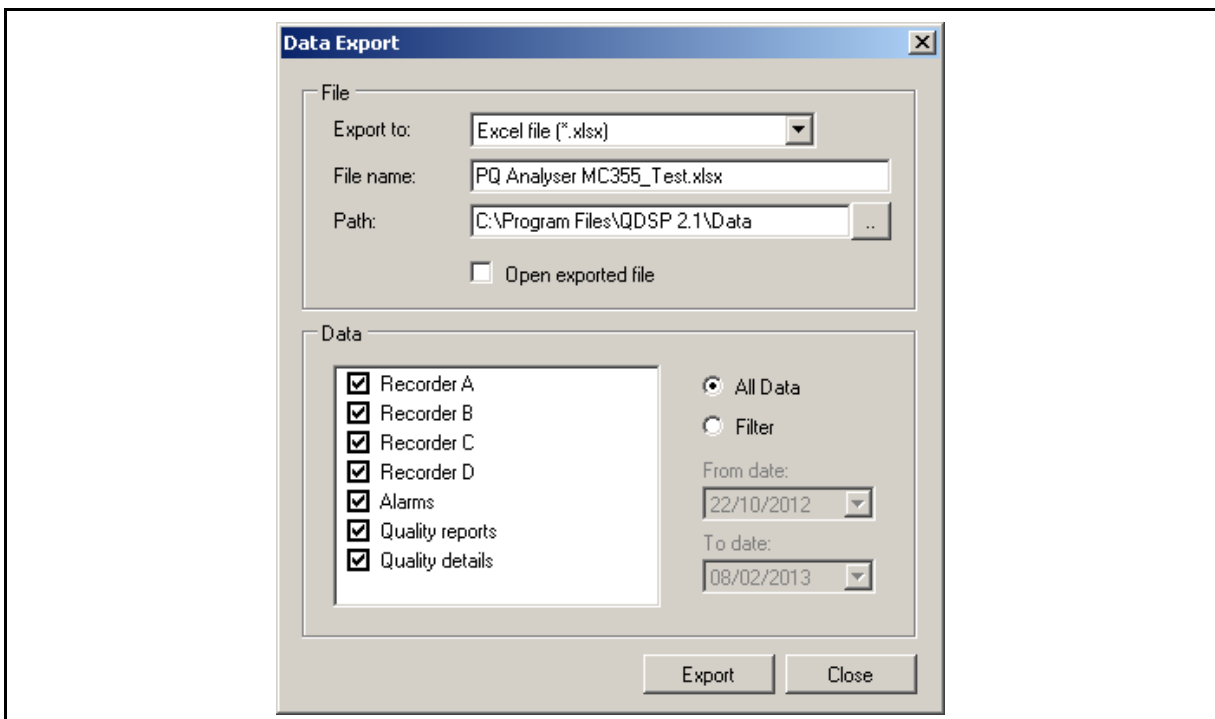 Data Export
File
Export to:
Excel file (*.xlsx)
File name:
PQ Analyser MC355_Test.xlsx
Path:
C:\Program Files\QDSP 2.1\Data
..
Open exported file
Data
Recorder A
Recorder B
Recorder C
Recorder D
Alarms
Quality reports
Quality details
All Data
Filter
From date:
22/10/2012
To date:
08/02/2013
Export
Close